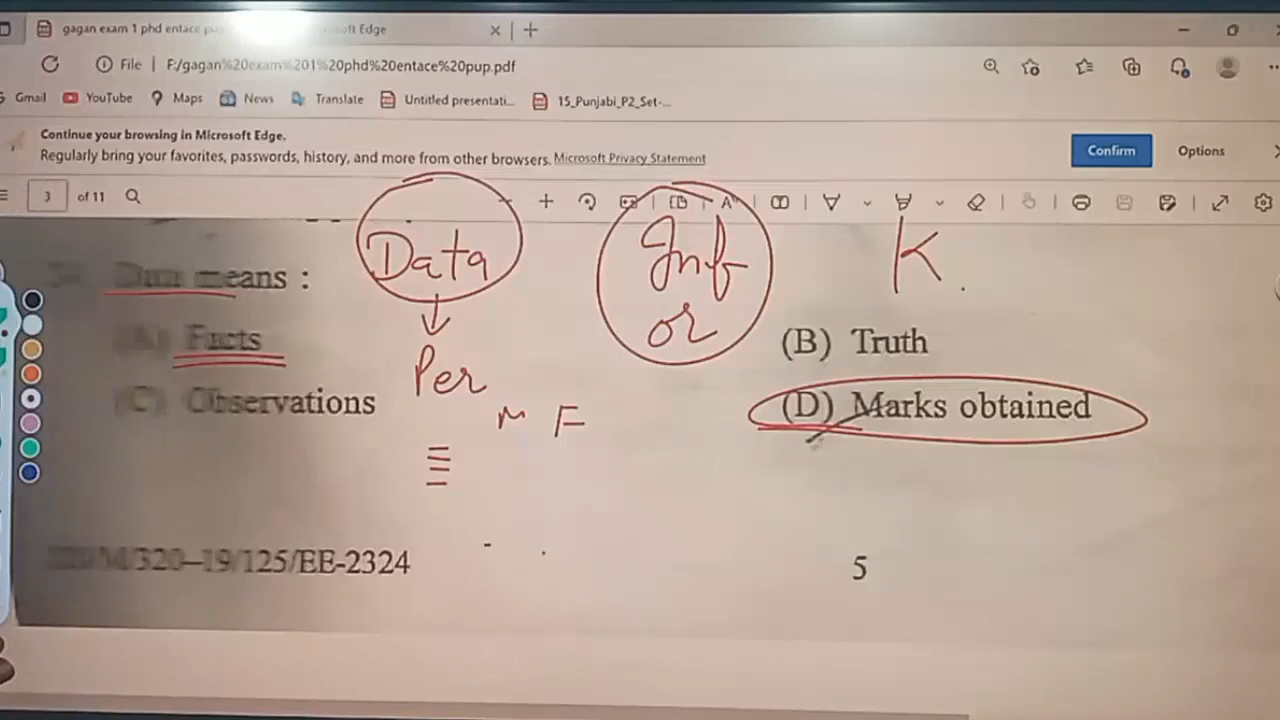 gagan exam 1 phd entace pu
oft Edge
File | F:/gagan%20exam%201%20phd%20entace%20pup.pdf
Gmail YouTube Maps News Translate Untitled presentati... 15_Punjabi_P2_Set-...
Continue your browsing in Microsoft Edge.
Regularly bring your favorites, passwords, history, and more from other browsers. Microsoft Privacy Statement
Confirm Options
3 of 11
Data Infor K
means :
(A) Facts (B) Truth
Per
(C) Observations (D) Marks obtained
M F
320–19/125/EE-2324 5